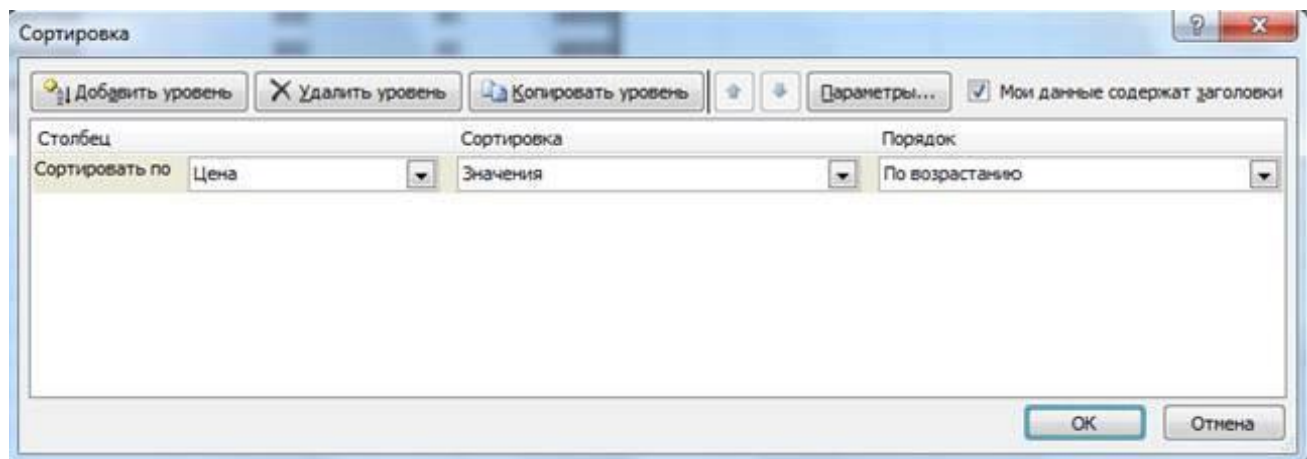 Сортировка
Добавить уровень Удалить уровень Копировать уровень Параметры... Мои данные содержат заголовки
Столбец Сортировка Порядок
Сортировать по Цена Значения По возрастанию
ОК Отмена